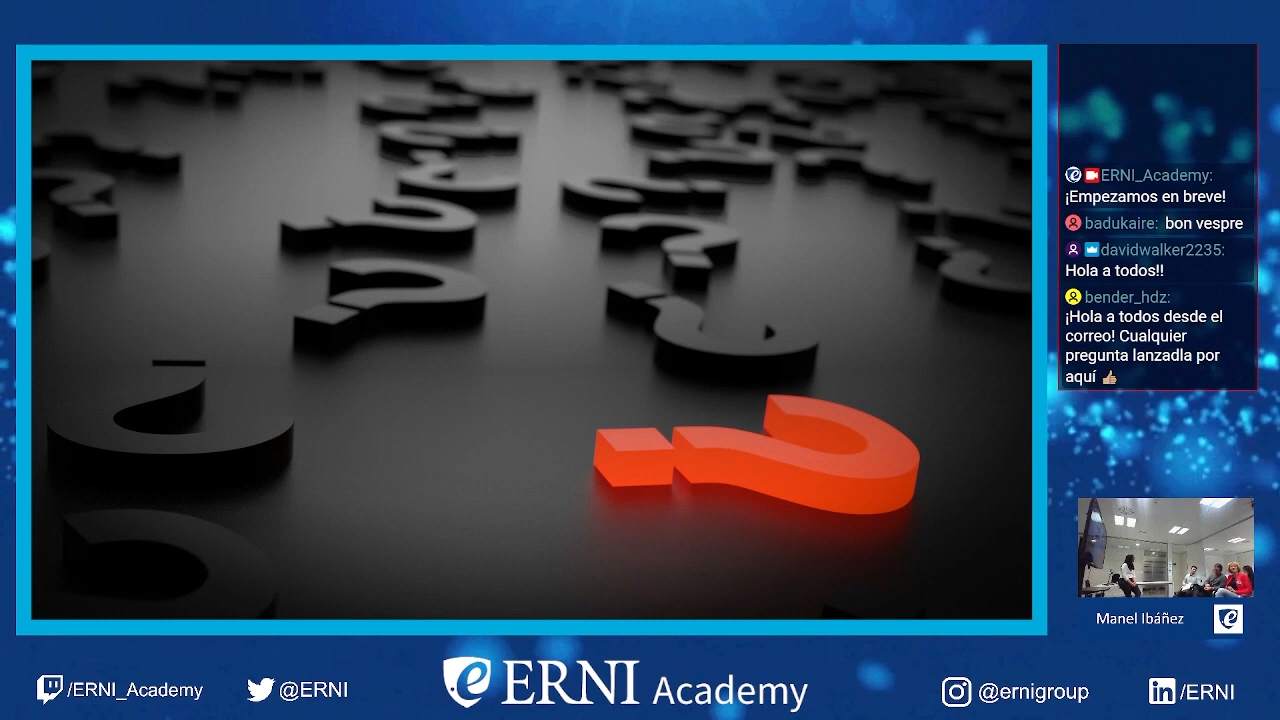 ERNI_Academy:
¡Empezamos en breve!
badukaire: bon vespre
davidwalker2235:
Hola a todos!!
bender_hdz:
¡Hola a todos desde el
correo! Cualquier
pregunta lanzadla por
aquí 👍🏼
Manel Ibáñez
/ERNI_Academy
@ERNI
ERNI Academy
@ernigroup
/ERNI